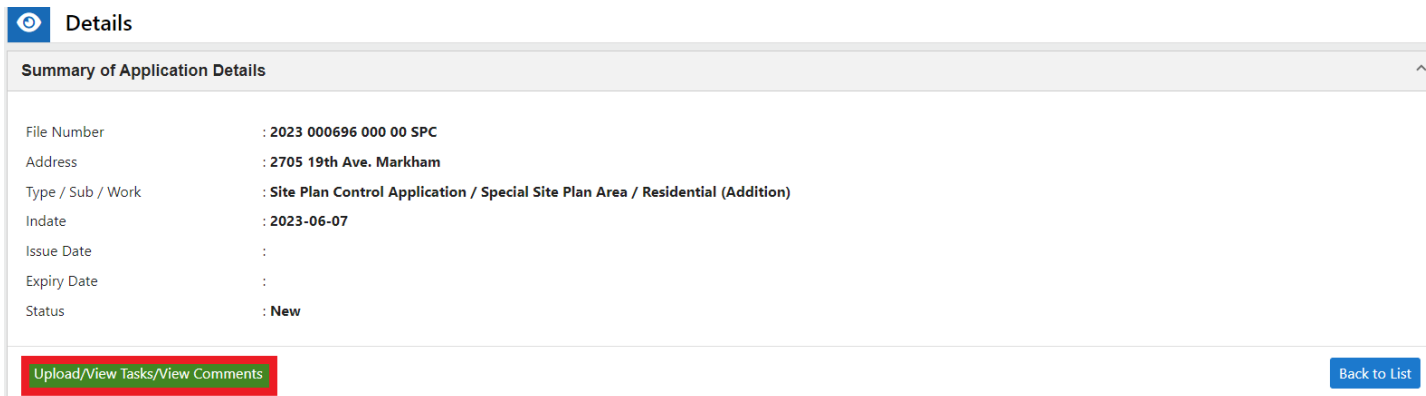 Details
Summary of Application Details
File Number : 2023 000696 000 00 SPC
Address : 2705 19th Ave. Markham
Type / Sub / Work : Site Plan Control Application / Special Site Plan Area / Residential (Addition)
Indate : 2023-06-07
Issue Date :
Expiry Date :
Status : New
Upload/View Tasks/View Comments Back to List